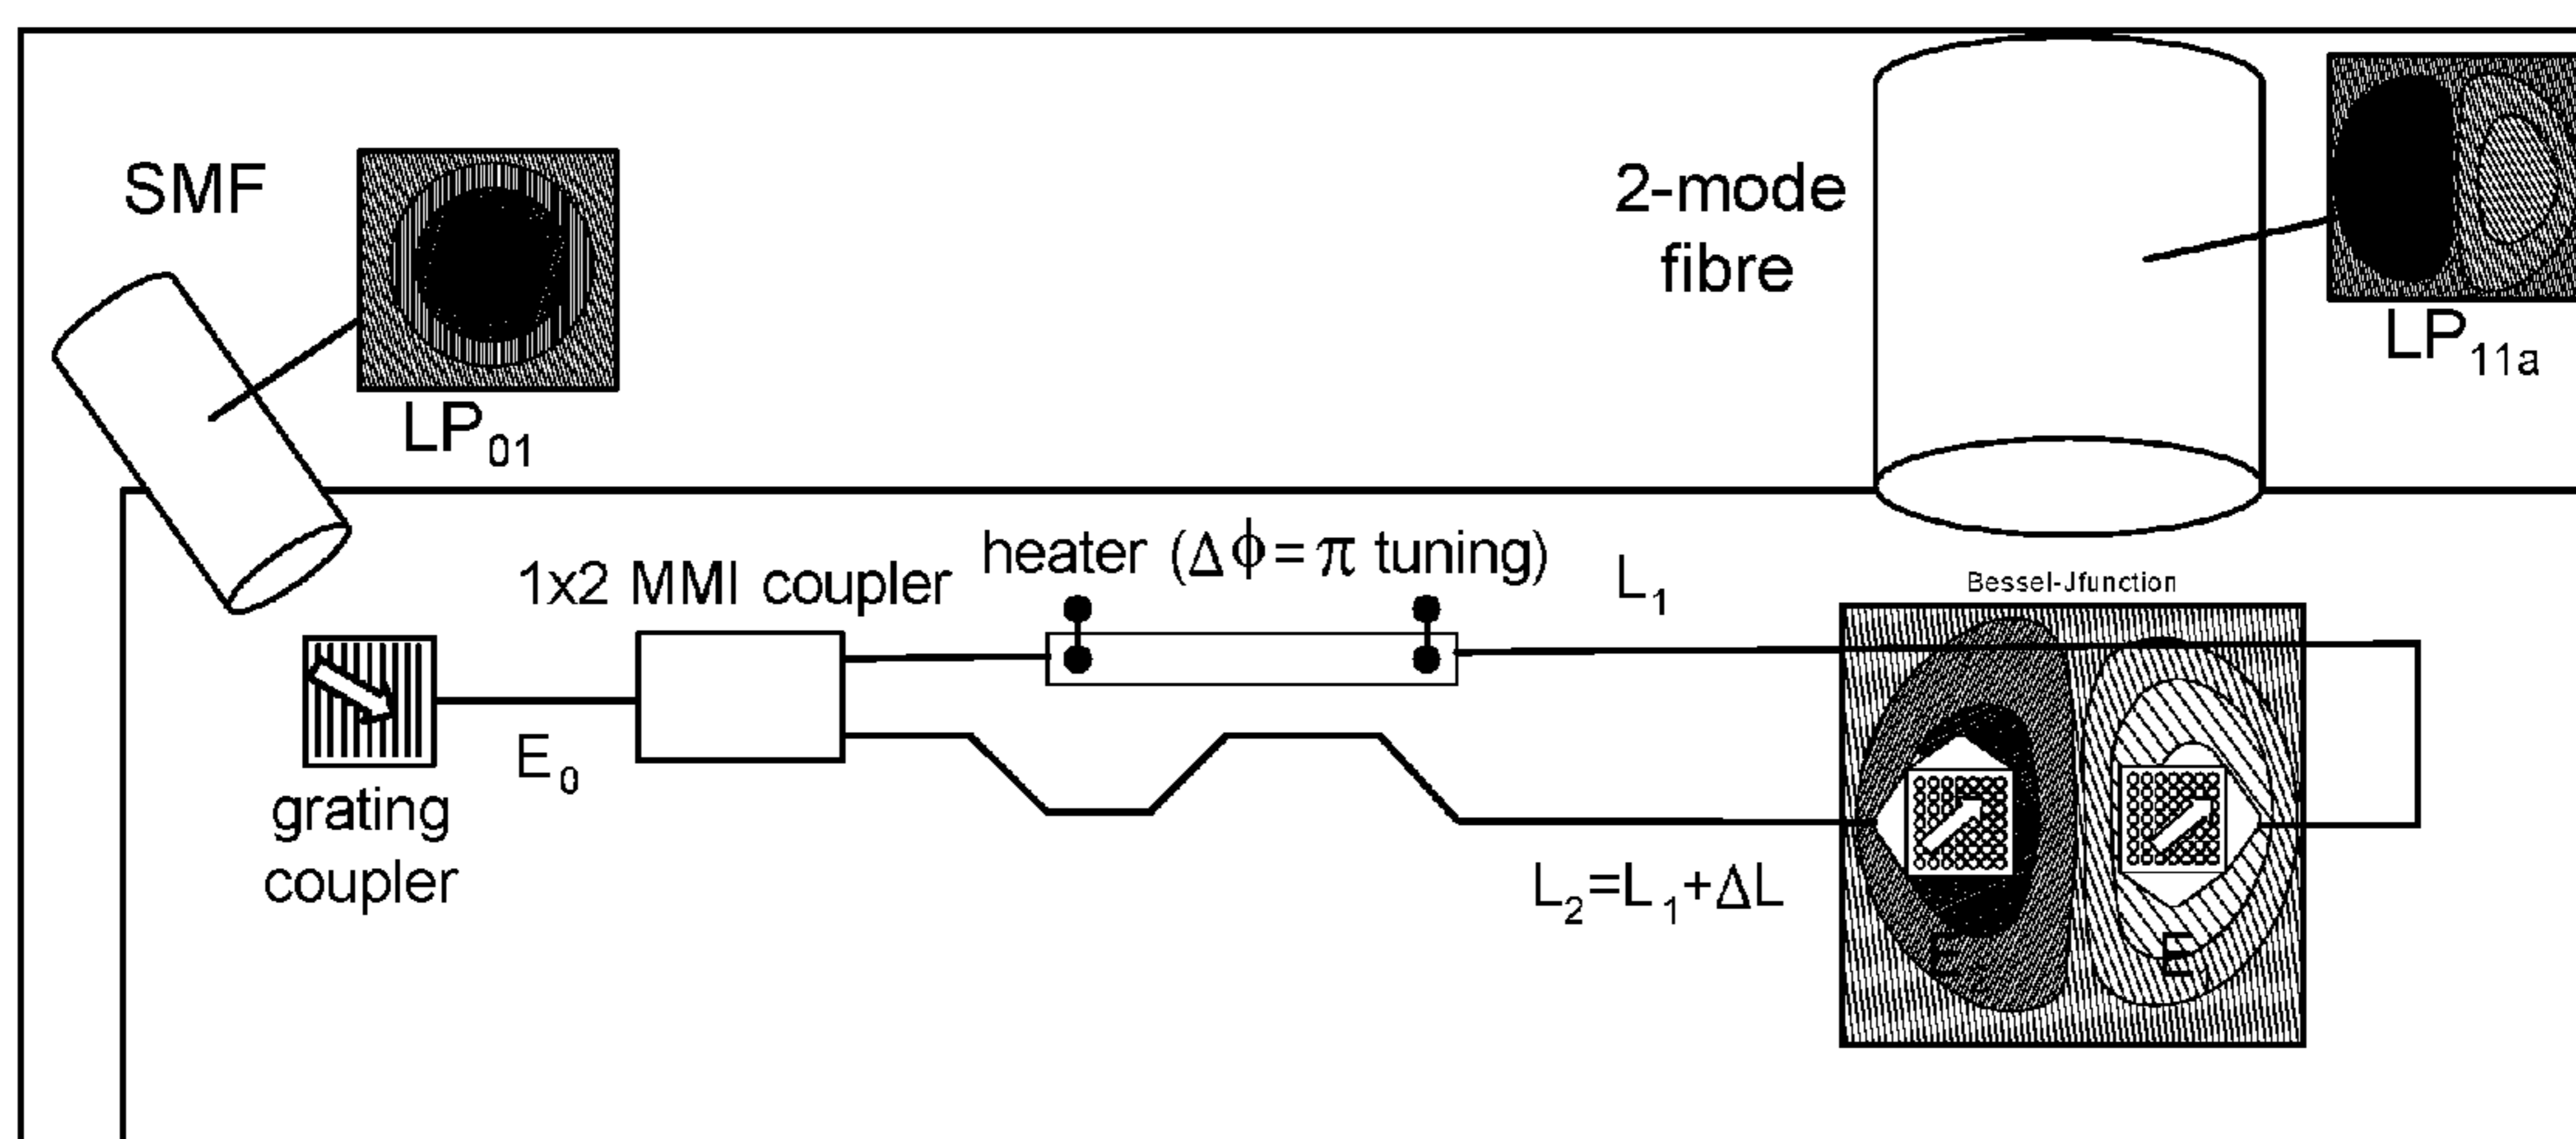 SMF
LP01
2-mode
fibre
LP11a
heater (Δϕ=π tuning)
L1
1x2 MMI coupler
Bessel-Jfunction
E0
grating
coupler
L2=L1+ΔL
E
E